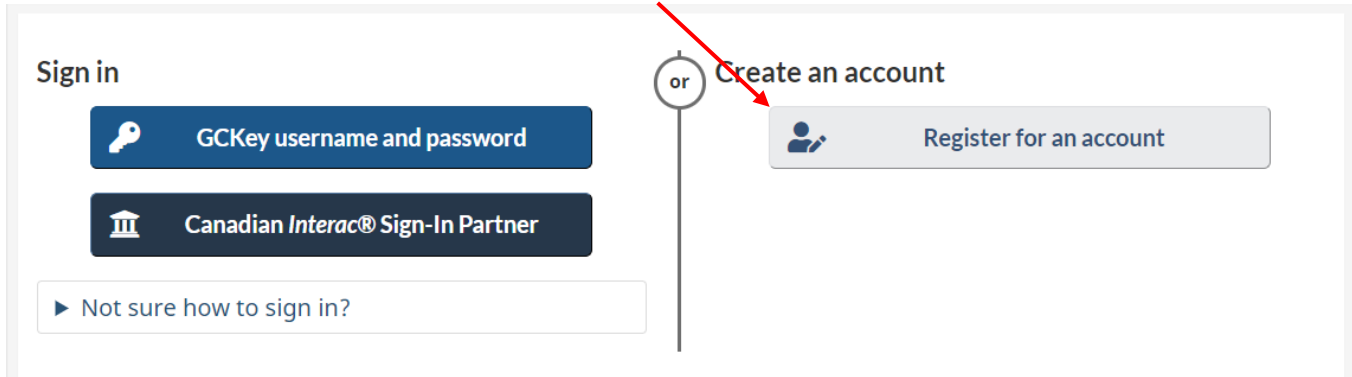 Sign in
GCKey username and password
Canadian Interac® Sign-In Partner
▶ Not sure how to sign in?
or
Create an account
Register for an account